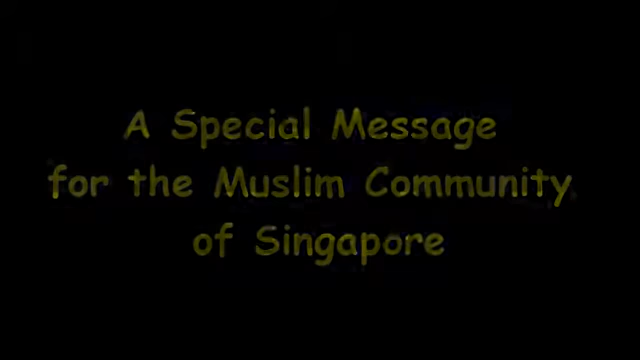 A Special Message
for the Muslim Community
of Singapore